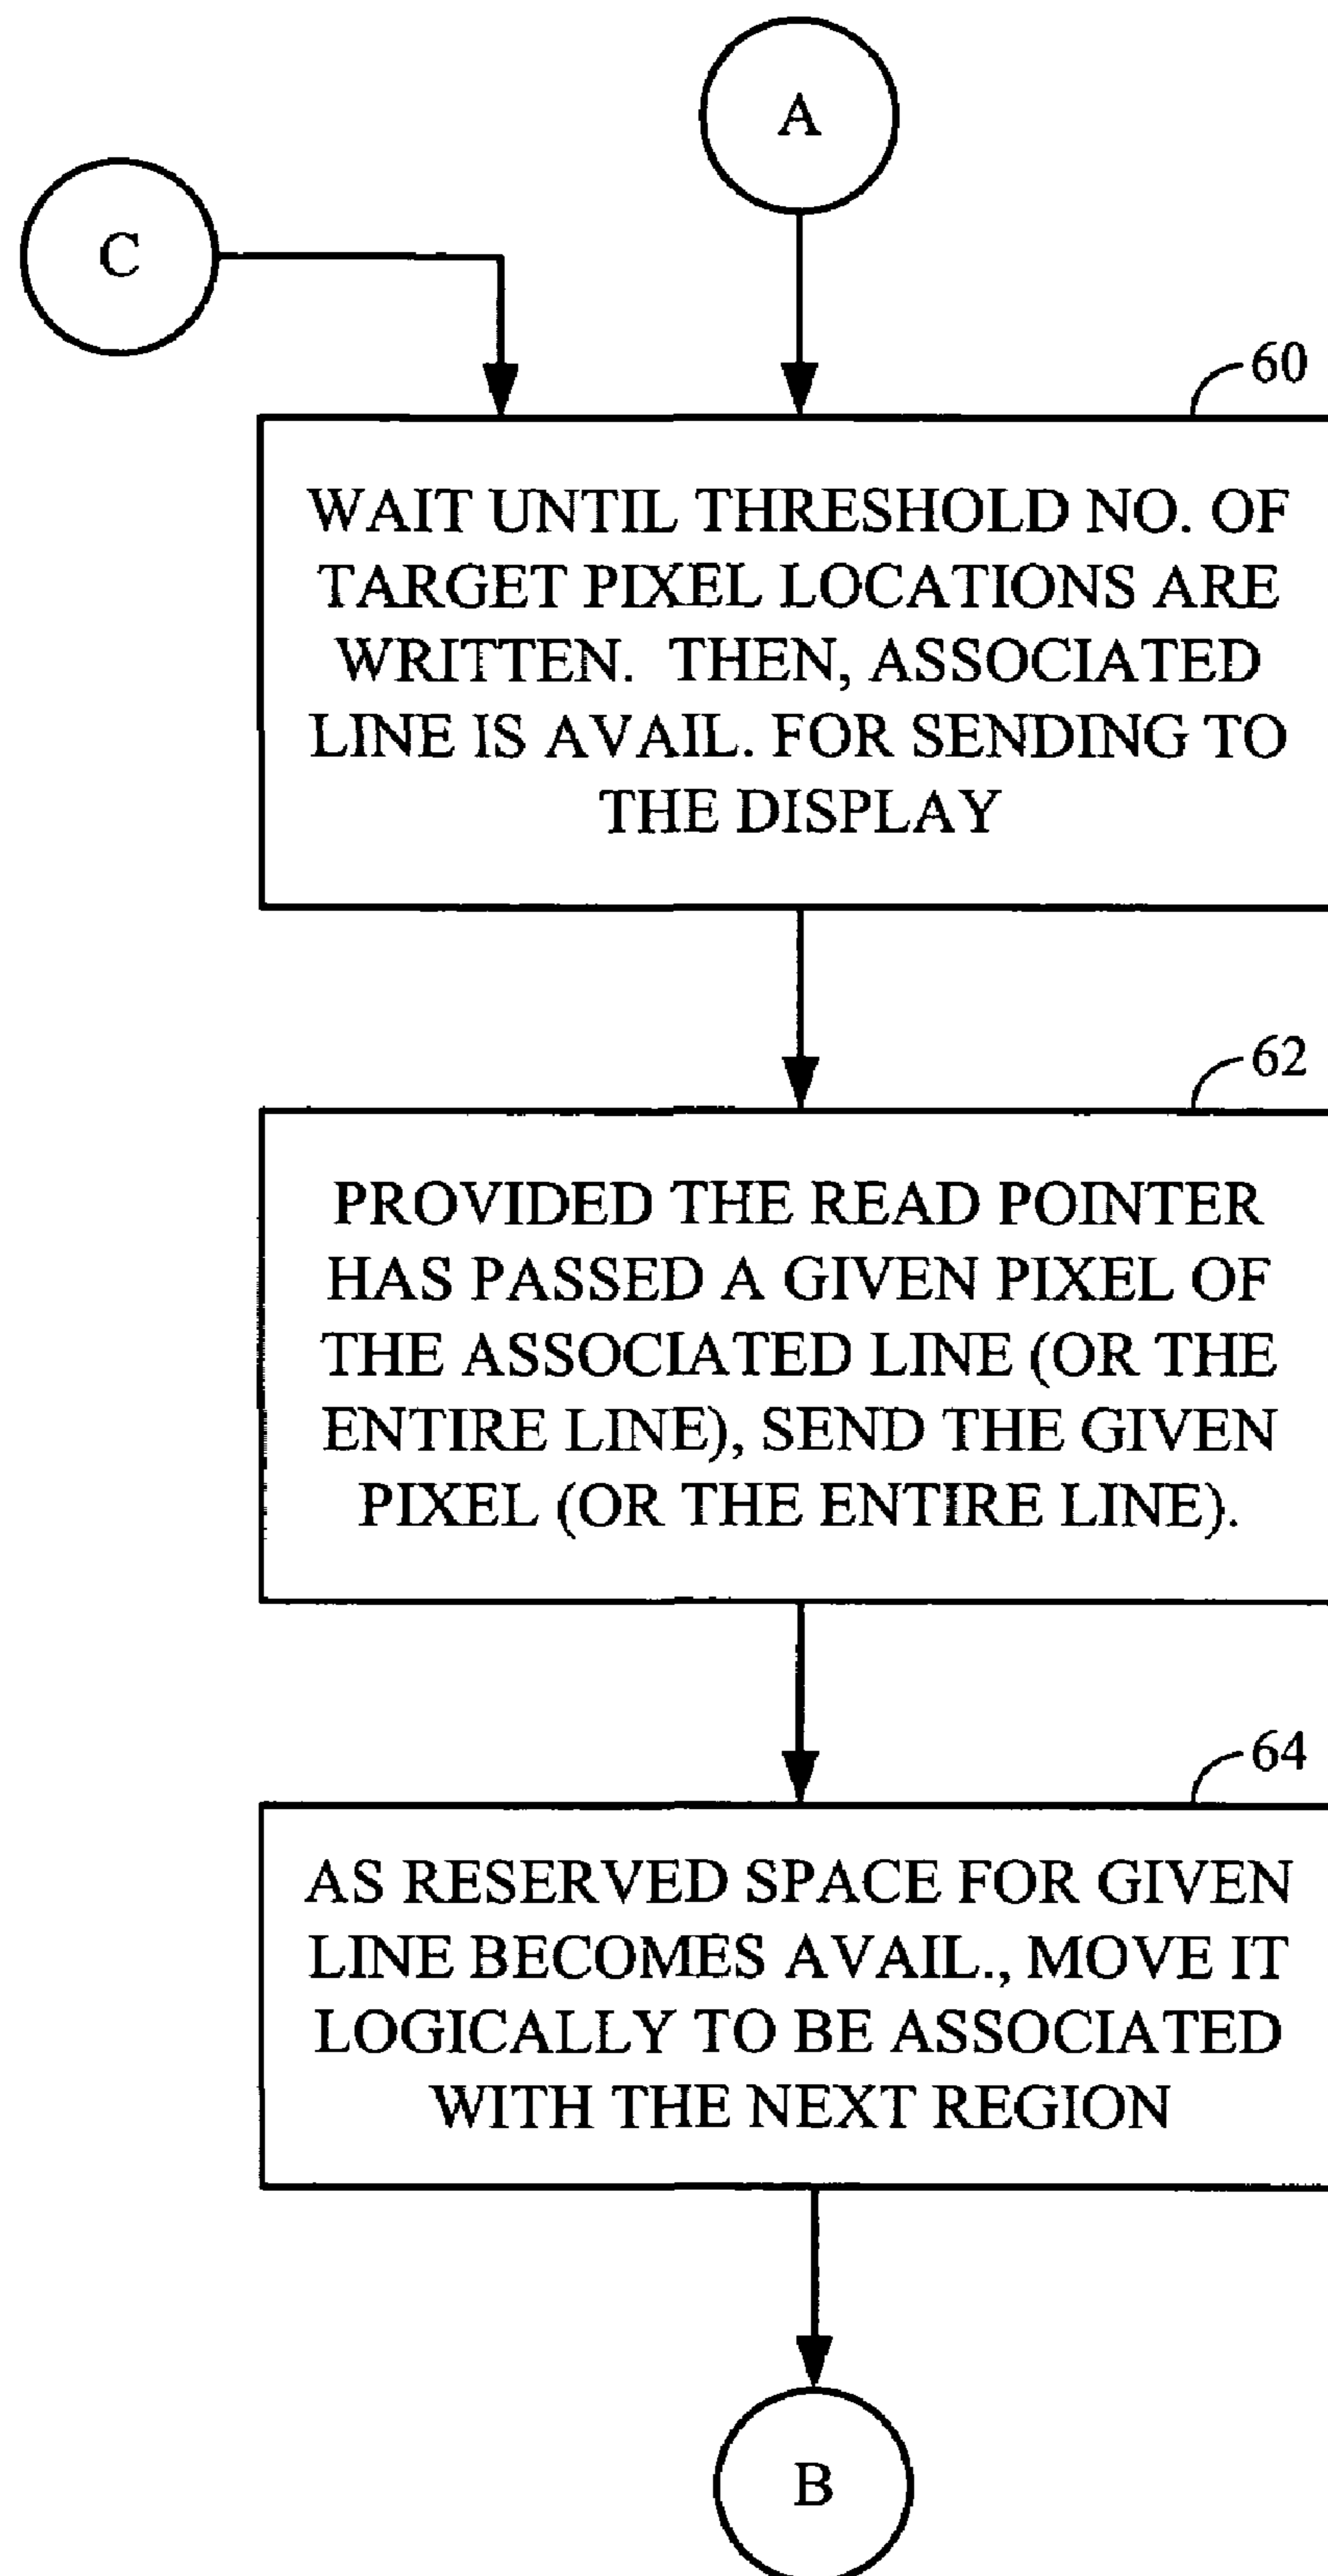 A
C
60
WAIT UNTIL THRESHOLD NO. OF
TARGET PIXEL LOCATIONS ARE
WRITTEN. THEN, ASSOCIATED
LINE IS AVAIL. FOR SENDING TO
THE DISPLAY
62
PROVIDED THE READ POINTER
HAS PASSED A GIVEN PIXEL OF
THE ASSOCIATED LINE (OR THE
ENTIRE LINE), SEND THE GIVEN
PIXEL (OR THE ENTIRE LINE).
64
AS RESERVED SPACE FOR GIVEN
LINE BECOMES AVAIL., MOVE IT
LOGICALLY TO BE ASSOCIATED
WITH THE NEXT REGION
B